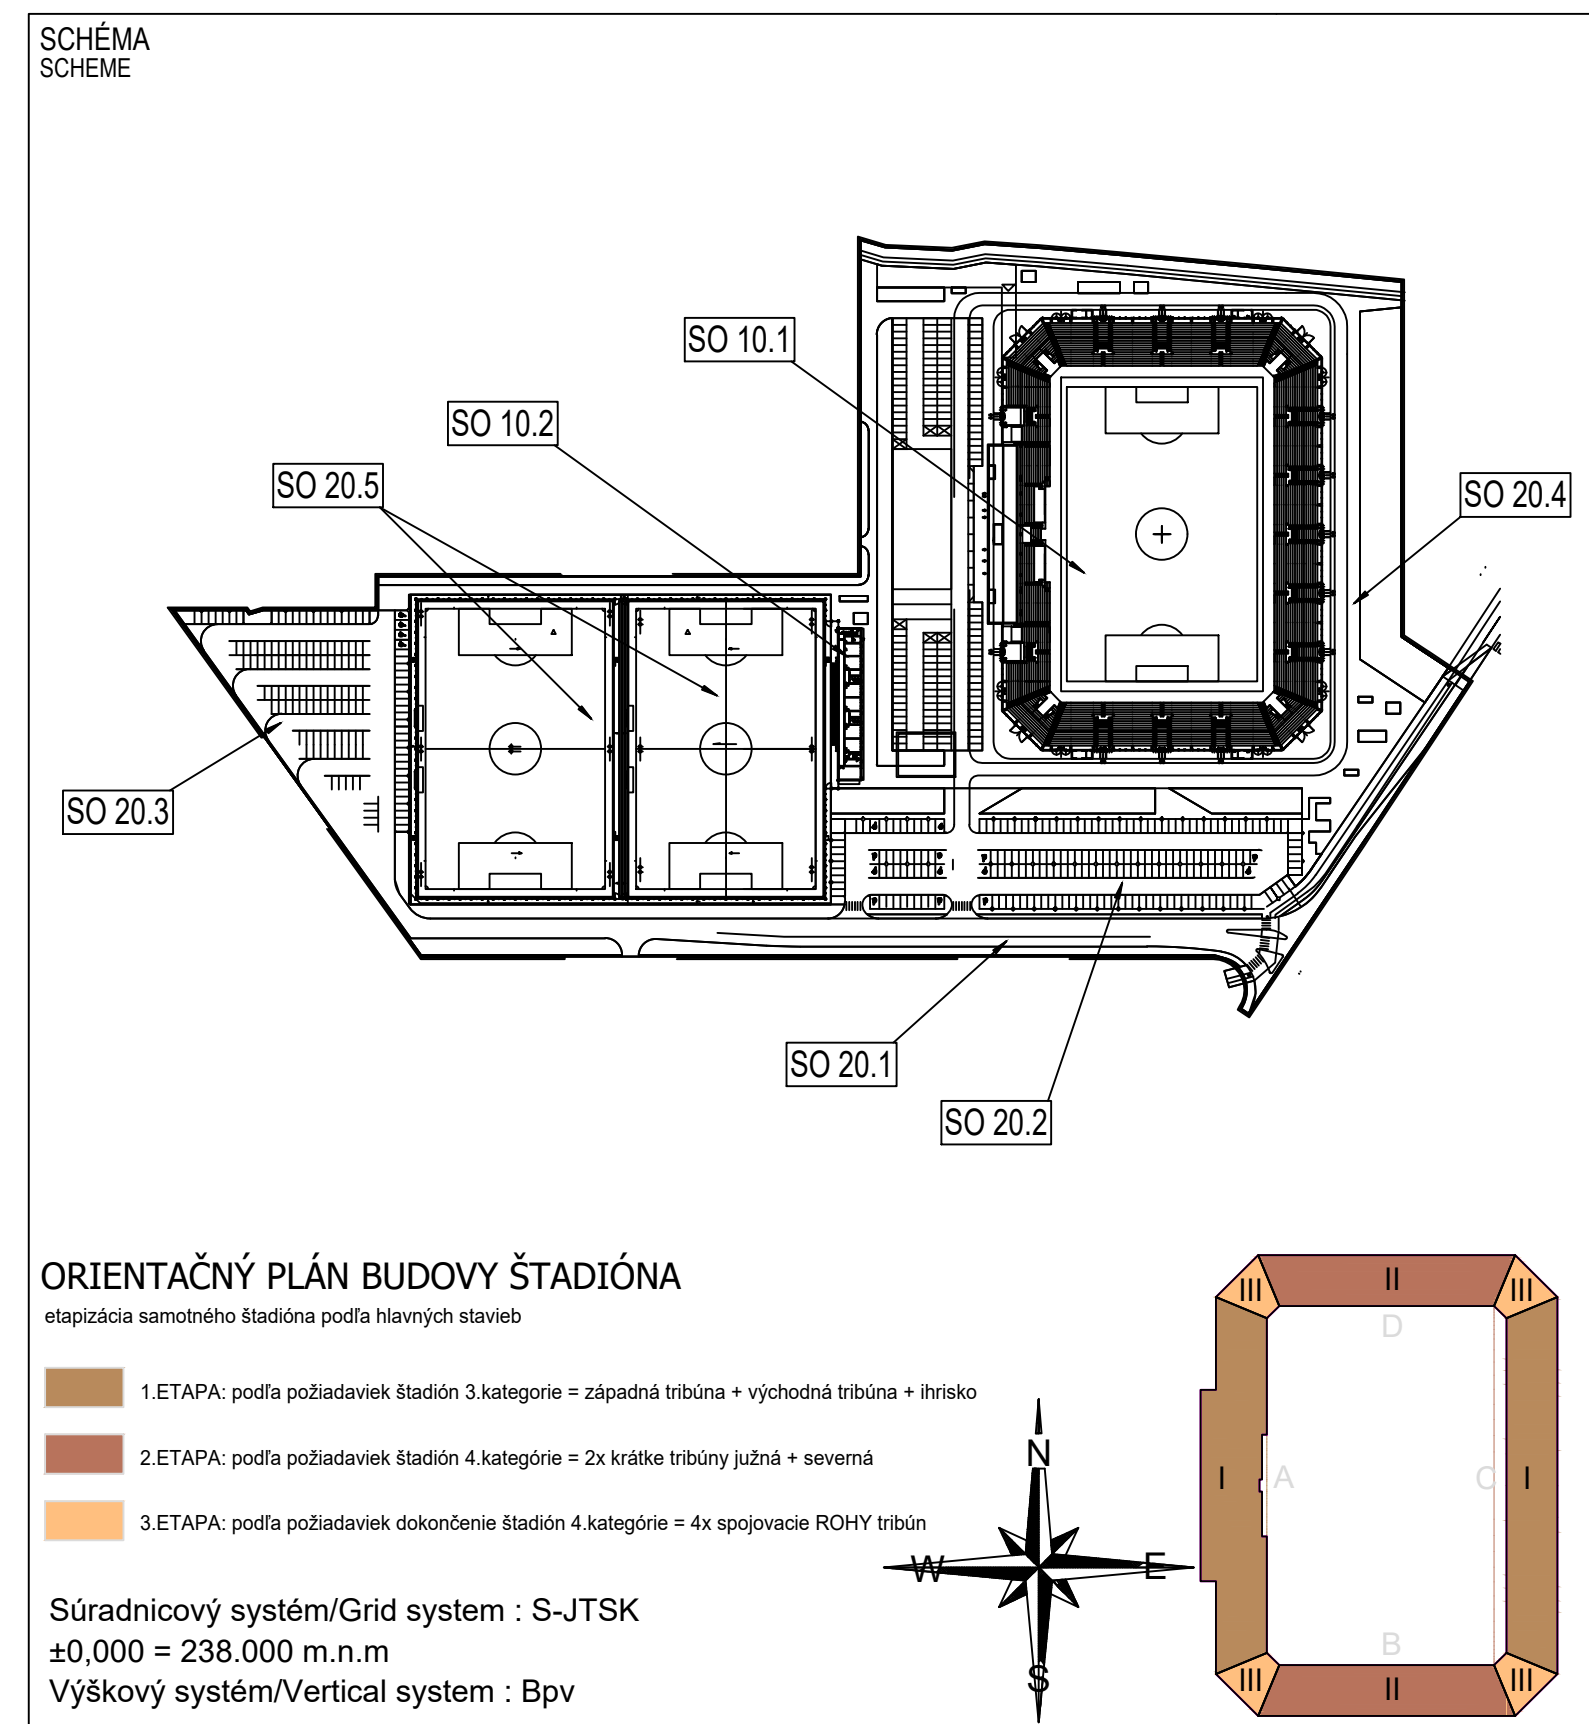 SCHÉMA
SCHEME
SO 10.1
SO 10.2
SO 20.5
SO 20.4
SO 20.3
SO 20.1
SO 20.2
ORIENTAČNÝ PLÁN BUDOVY ŠTADIÓNA
etapizácia samotného štadióna podľa hlavných stavieb
1.ETAPA: podľa požiadaviek štadión 3.kategorie = západná tribúna + východná tribúna + ihrisko
2.ETAPA: podľa požiadaviek štadión 4.kategórie = 2x krátke tribúny južná + severná
3.ETAPA: podľa požiadaviek dokončenie štadión 4.kategórie = 4x spojovacie ROHY tribún
Súradnicový systém/Grid system : S-JTSK
±0,000 = 238.000 m.n.m
Výškový systém/Vertical system : Bpv
N
W
E
S
III
II
III
D
I
A
C
I
B
III
II
III